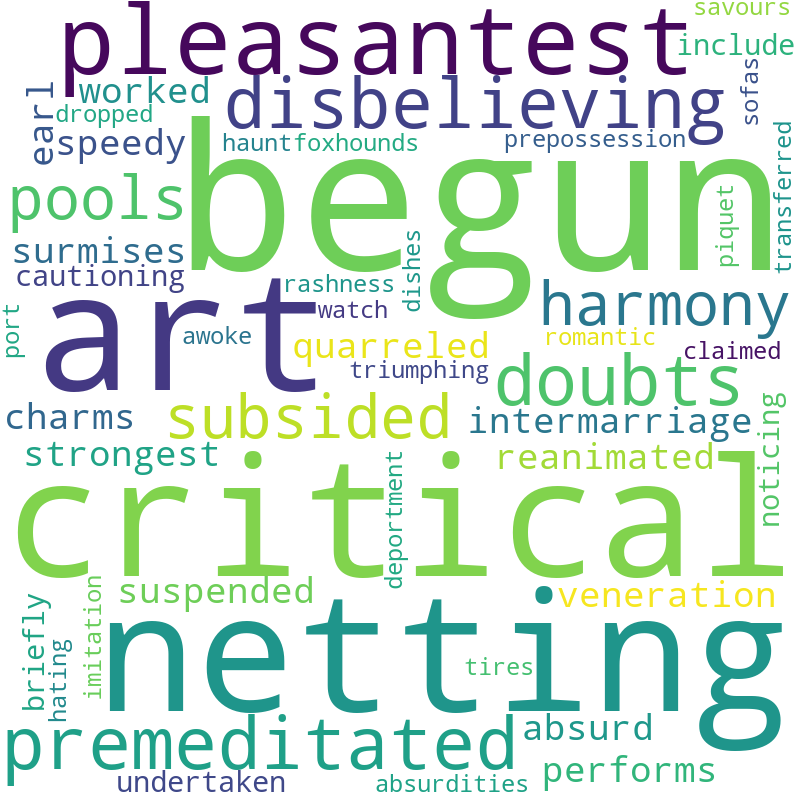 savours
pleasantest
include
worked
disbelieving
sofas
earl
dropped
speedy
haunt
foxhounds
prepossession
transferred
begun
pools
piquet
surmises
dishes
cautioning
rashness
art
watch
harmony
port
awoke
quarreled
romantic
claimed
triumphing
doubts
charms
subsided
intermarriage
noticing
strongest
reanimated
deportment
critical
suspended
imitation
veneration
briefly
hating
netting
tires
premeditated
absurd
undertaken
absurdities
performs